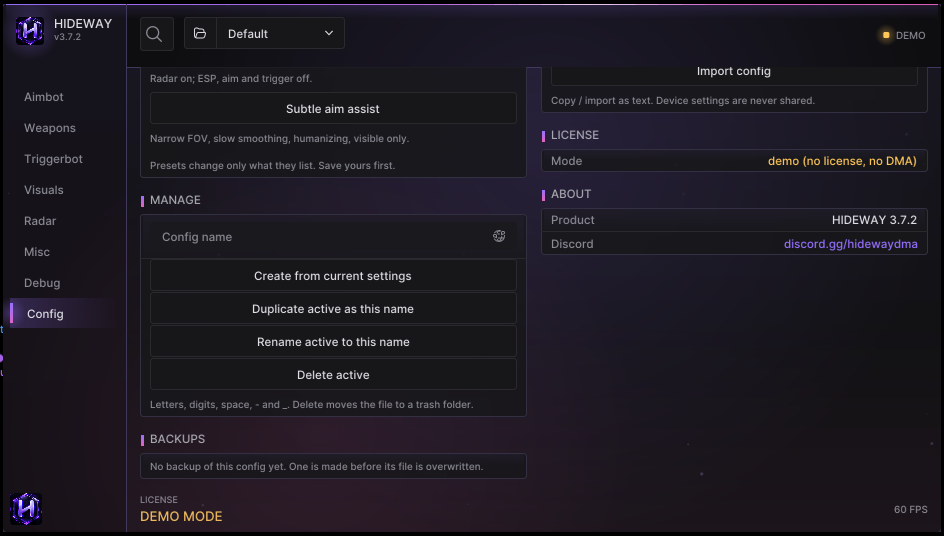 HIDEWAY
v3.7.2
Default
DEMO
Aimbot
Weapons
Triggerbot
Visuals
Radar
Misc
Debug
Config
Radar on; ESP, aim and trigger off.
Subtle aim assist
Narrow FOV, slow smoothing, humanizing, visible only.
Presets change only what they list. Save yours first.
MANAGE
Config name
Create from current settings
Duplicate active as this name
Rename active to this name
Delete active
Letters, digits, space, - and _. Delete moves the file to a trash folder.
BACKUPS
No backup of this config yet. One is made before its file is overwritten.
LICENSE
DEMO MODE
Import config
Copy / import as text. Device settings are never shared.
LICENSE
Mode demo (no license, no DMA)
ABOUT
Product HIDEWAY 3.7.2
Discord discord.gg/hidewaydma
60 FPS